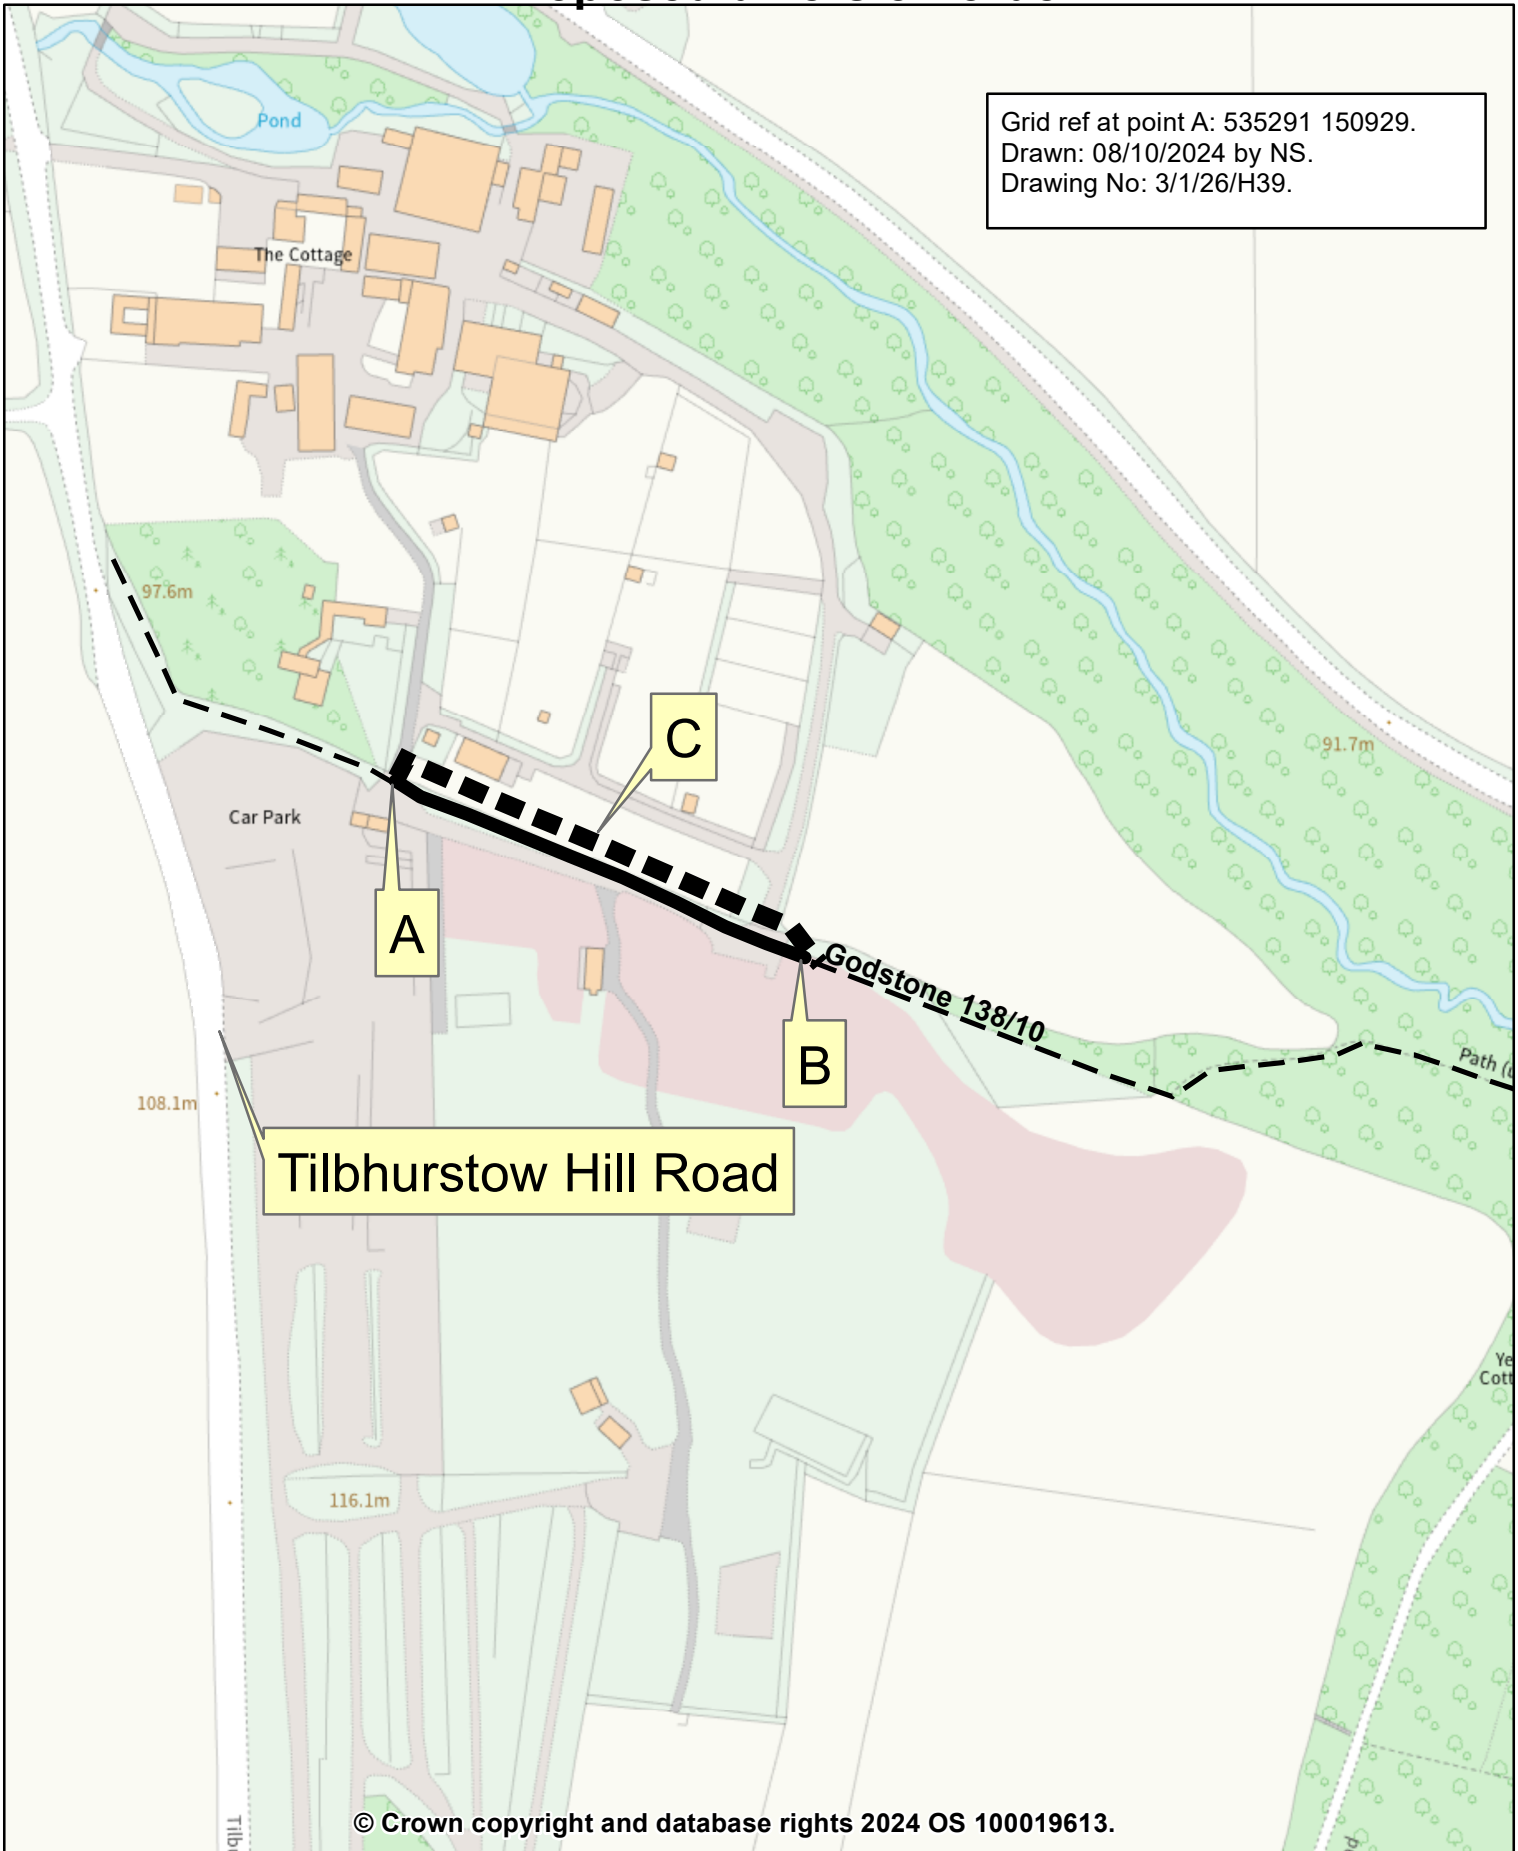 Grid ref at point A: 535291 150929.
Drawn: 08/10/2024 by NS.
Drawing No: 3/1/26/H39.
Pond
The Cottage
97.6m
C
91.7m
Car Park
A
Godstone 138/10
B
Path
108.1m
Tilbhurstow Hill Road
116.1m
© Crown copyright and database rights 2024 OS 100019613.